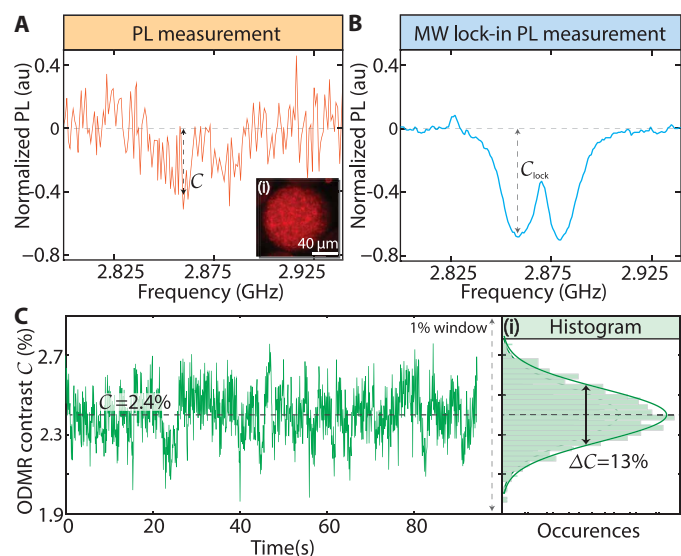 A
PL measurement
Normalized PL (au)
0.4
0
−0.4
−0.8
C
(i)
40 µm
2.825
2.875
2.925
Frequency (GHz)
B
MW lock-in PL measurement
Normalized PL (au)
0.4
0
−0.4
−0.8
Clock
2.825
2.875
2.925
Frequency (GHz)
C
ODMR contrast C (%)
2.7
2.3
1.9
C=2.4%
1% window
0
20
40
60
80
Time(s)
(i)
Histogram
ΔC=13%
Occurences